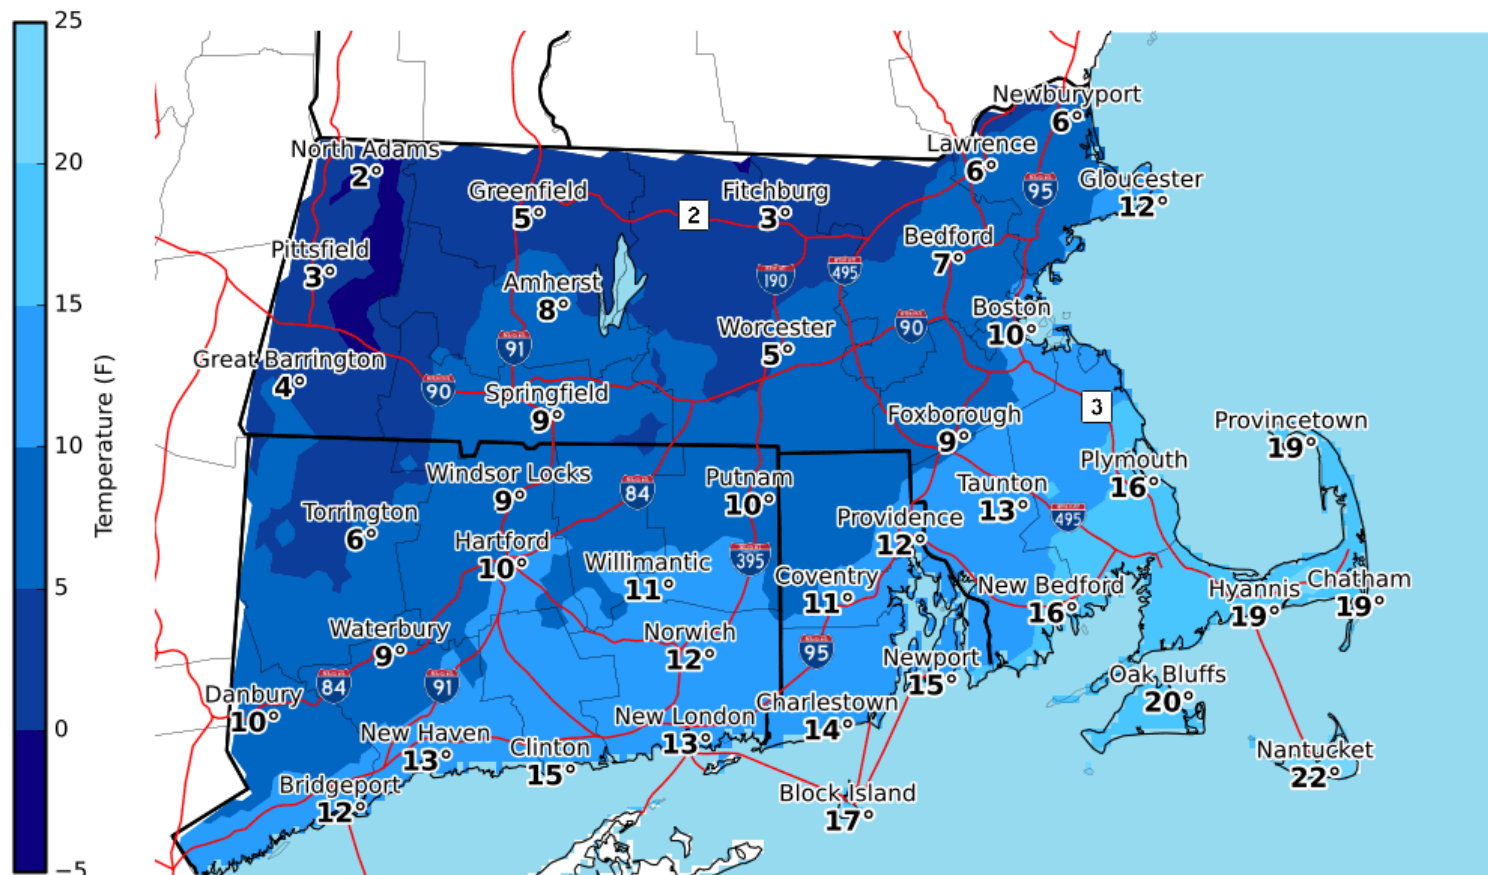 25
20
15
10
5
0
−5
Temperature (F)
Newburyport
6°
North Adams
2°
Lawrence
6°
Greenfield
5°
Fitchburg
3°
95
Gloucester
12°
2
Pittsfield
3°
Bedford
7°
Amherst
8°
190
495
Boston
10°
Worcester
5°
90
91
Great Barrington
4°
90
Springfield
9°
Foxborough
9°
3
Provincetown
19°
Windsor Locks
9°
84
Putnam
10°
Plymouth
16°
Taunton
13°
Torrington
6°
Providence
12°
495
Hartford
10°
Willimantic
11°
395
Coventry
11°
New Bedford
16°
Hyannis
19°
Chatham
19°
Waterbury
9°
Norwich
12°
95
Newport
15°
Oak Bluffs
20°
84
91
Danbury
10°
Charlestown
14°
New London
13°
New Haven
13°
Clinton
15°
Nantucket
22°
Bridgeport
12°
Block Island
17°